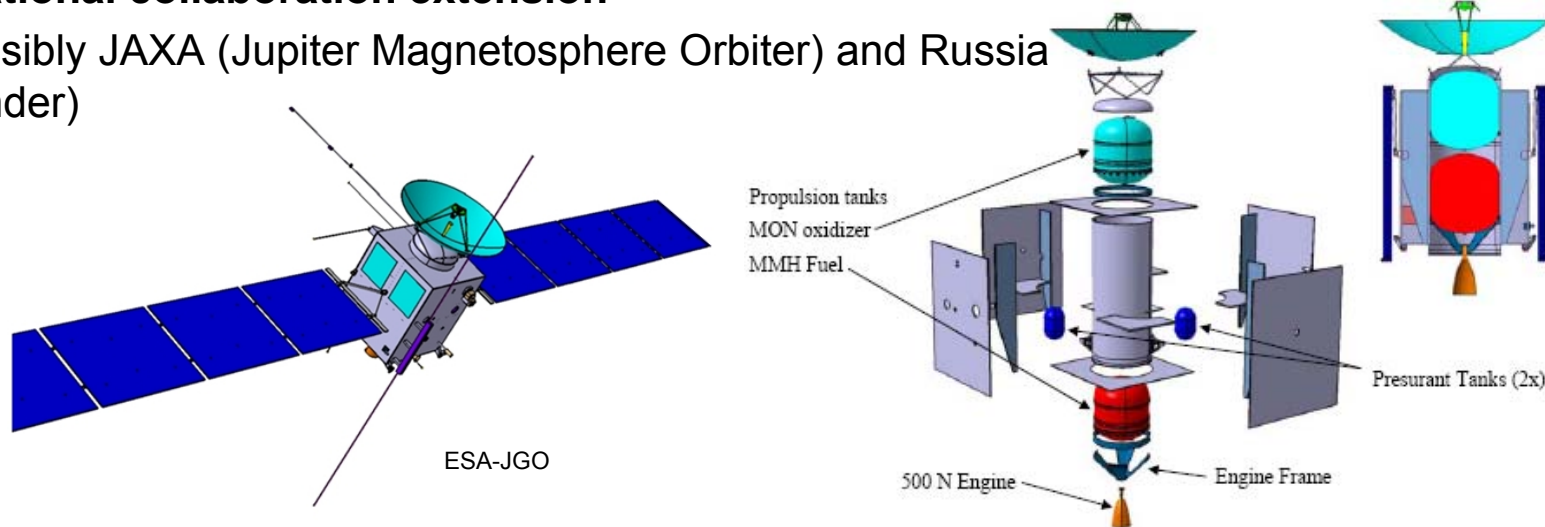 sibly JAXA (Jupiter Magnetosphere Orbiter) and Russia
nder)
Propulsion tanks
MON oxidizer
MMH Fuel
Presurant Tanks (2x)
ESA-JGO
500 N Engine
Engine Frame